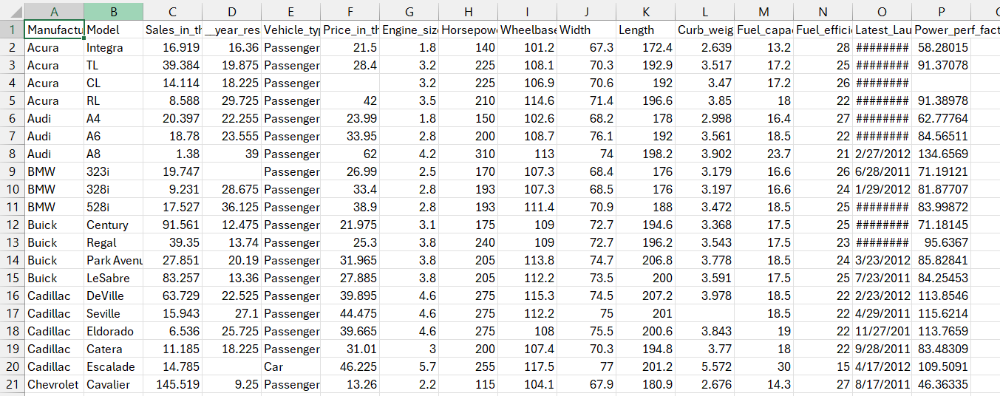 A B C D E F G H I J K L M N O P
1 Manufactu Model Sales_in_th __year_res Vehicle_typ Price_in_th Engine_size Horsepow Wheelbase Width Length Curb_weig Fuel_capa Fuel_effici Latest_Lau Power_perf_fact
2 Acura Integra 16.919 16.36 Passenger 21.5 1.8 140 101.2 67.3 172.4 2.639 13.2 28 ######## 58.28015
3 Acura TL 39.384 19.875 Passenger 28.4 3.2 225 108.1 70.3 192.9 3.517 17.2 25 ######## 91.37078
4 Acura CL 14.114 18.225 Passenger 3.2 225 106.9 70.6 192 3.47 17.2 26 ########
5 Acura RL 8.588 29.725 Passenger 42 3.5 210 114.6 71.4 196.6 3.85 18 22 ######## 91.38978
6 Audi A4 20.397 22.255 Passenger 23.99 1.8 150 102.6 68.2 178 2.998 16.4 27 ######## 62.77764
7 Audi A6 18.78 23.555 Passenger 33.95 2.8 200 108.7 76.1 192 3.561 18.5 22 ######## 84.56511
8 Audi A8 1.38 39 Passenger 62 4.2 310 113 74 198.2 3.902 23.7 21 2/27/2012 134.6569
9 BMW 323i 19.747 Passenger 26.99 2.5 170 107.3 68.4 176 3.179 16.6 26 6/28/2011 71.19121
10 BMW 328i 9.231 28.675 Passenger 33.4 2.8 193 107.3 68.5 176 3.197 16.6 24 1/29/2012 81.87707
11 BMW 528i 17.527 36.125 Passenger 38.9 2.8 193 111.4 70.9 188 3.472 18.5 25 ######## 83.99872
12 Buick Century 91.561 12.475 Passenger 21.975 3.1 175 109 72.7 194.6 3.368 17.5 25 ######## 71.18145
13 Buick Regal 39.35 13.74 Passenger 25.3 3.8 240 109 72.7 196.2 3.543 17.5 23 ######## 95.6367
14 Buick Park Avenu 27.851 20.19 Passenger 31.965 3.8 205 113.8 74.7 206.8 3.778 18.5 24 3/23/2012 85.82841
15 Buick LeSabre 83.257 13.36 Passenger 27.885 3.8 205 112.2 73.5 200 3.591 17.5 25 7/23/2011 84.25453
16 Cadillac DeVille 63.729 22.525 Passenger 39.895 4.6 275 115.3 74.5 207.2 3.978 18.5 22 2/23/2012 113.8546
17 Cadillac Seville 15.943 27.1 Passenger 44.475 4.6 275 112.2 75 201 18.5 22 4/29/2011 115.6214
18 Cadillac Eldorado 6.536 25.725 Passenger 39.665 4.6 275 108 75.5 200.6 3.843 19 22 11/27/201 113.7659
19 Cadillac Catera 11.185 18.225 Passenger 31.01 3 200 107.4 70.3 194.8 3.77 18 22 9/28/2011 83.48309
20 Cadillac Escalade 14.785 Car 46.225 5.7 255 117.5 77 201.2 5.572 30 15 4/17/2012 109.5091
21 Chevrolet Cavalier 145.519 9.25 Passenger 13.26 2.2 115 104.1 67.9 180.9 2.676 14.3 27 8/17/2011 46.36335